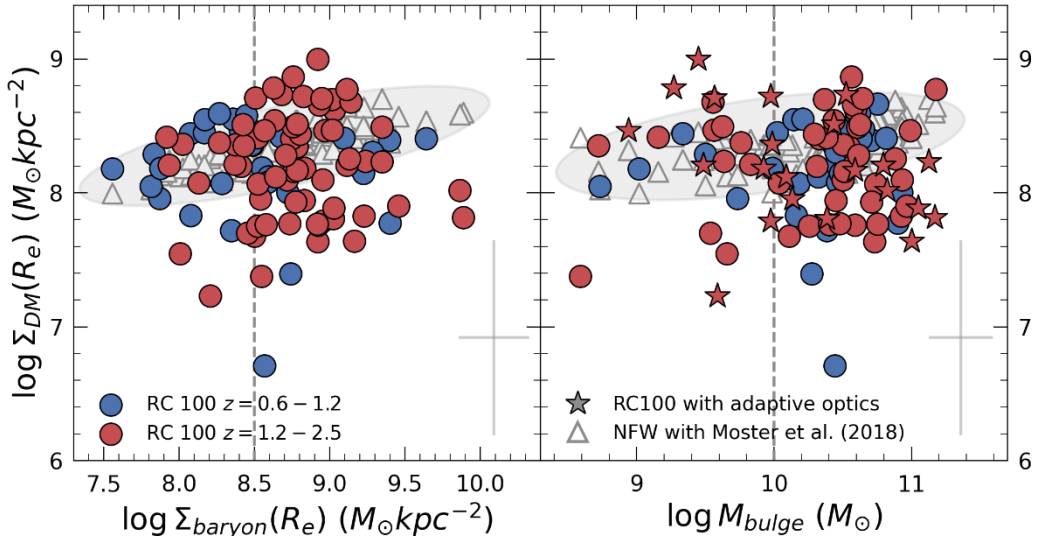 log Σ_DM(R_e) (M_⊙kpc⁻²)
9
8
7
6
RC 100 z = 0.6 − 1.2
RC 100 z = 1.2 − 2.5
7.5 8.0 8.5 9.0 9.5 10.0
log Σ_baryon(R_e) (M_⊙kpc⁻²)
RC100 with adaptive optics
NFW with Moster et al. (2018)
9 10 11
log M_bulge (M_⊙)
9
8
7
6